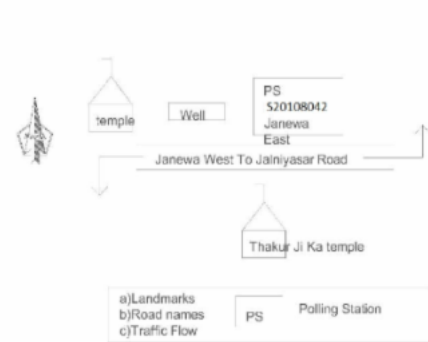 temple
Well
PS
S20108042
Janewa
East
Janewa West To Jalniyasar Road
Thakur Ji Ka temple
a)Landmarks
b)Road names
c)Traffic Flow
PS
Polling Station